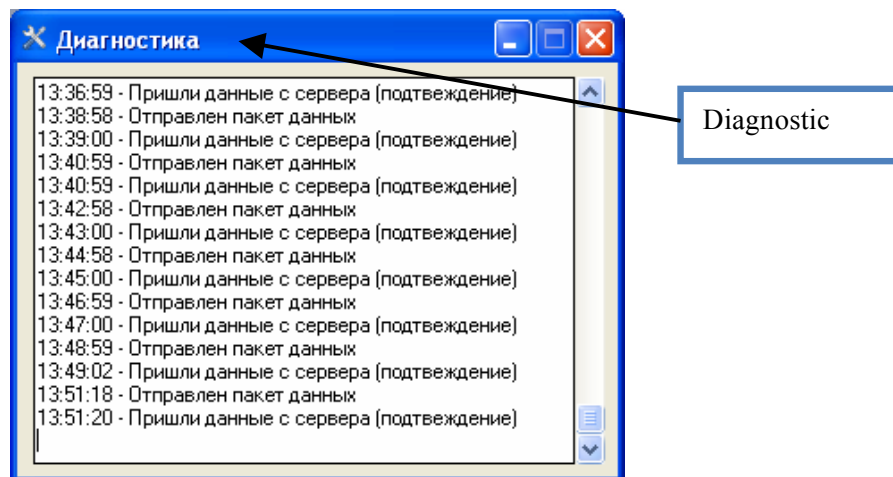 Диагностика
13:36:59 - Пришли данные с сервера (подтвеждение)
13:38:58 - Отправлен пакет данных
13:39:00 - Пришли данные с сервера (подтвеждение)
13:40:59 - Отправлен пакет данных
13:40:59 - Пришли данные с сервера (подтвеждение)
13:42:58 - Отправлен пакет данных
13:43:00 - Пришли данные с сервера (подтвеждение)
13:44:58 - Отправлен пакет данных
13:45:00 - Пришли данные с сервера (подтвеждение)
13:46:59 - Отправлен пакет данных
13:47:00 - Пришли данные с сервера (подтвеждение)
13:48:59 - Отправлен пакет данных
13:49:02 - Пришли данные с сервера (подтвеждение)
13:51:18 - Отправлен пакет данных
13:51:20 - Пришли данные с сервера (подтвеждение)
Diagnostic